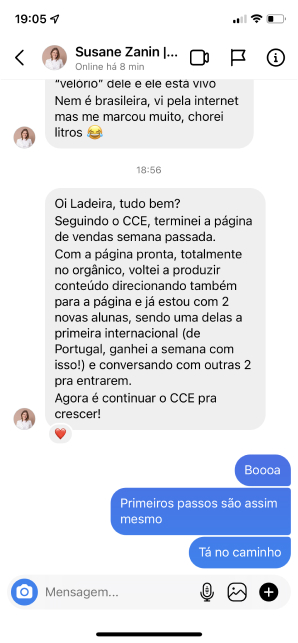 19:05
Susane Zanin |...
Online há 8 min
“velório” dele e ele está vivo
Nem é brasileira, vi pela internet
mas me marcou muito, chorei
litros 😂
18:56
Oi Ladeira, tudo bem?
Seguindo o CCE, terminei a página
de vendas semana passada.
Com a página pronta, totalmente
no orgânico, voltei a produzir
conteúdo direcionando também
para a página e já estou com 2
novas alunas, sendo uma delas a
primeira internacional (de
Portugal, ganhei a semana com
isso!) e conversando com outras 2
pra entrarem.
Agora é continuar o CCE pra
crescer!
❤️
Boooa
Primeiros passos são assim
mesmo
Tá no caminho
Mensagem...